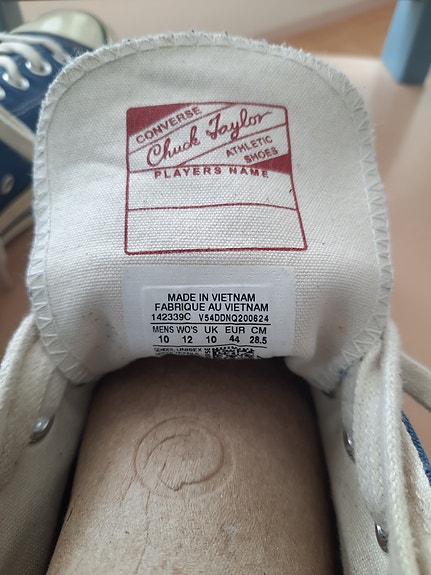 CONVERSE
Chuck Taylor
ATHLETIC
SHOES
PLAYERS NAME
MADE IN VIETNAM
FABRIQUE AU VIETNAM
142339C V54DDNQ200624
MENS WO'S UK EUR CM
10 12 10 44 28.5
UNISEX